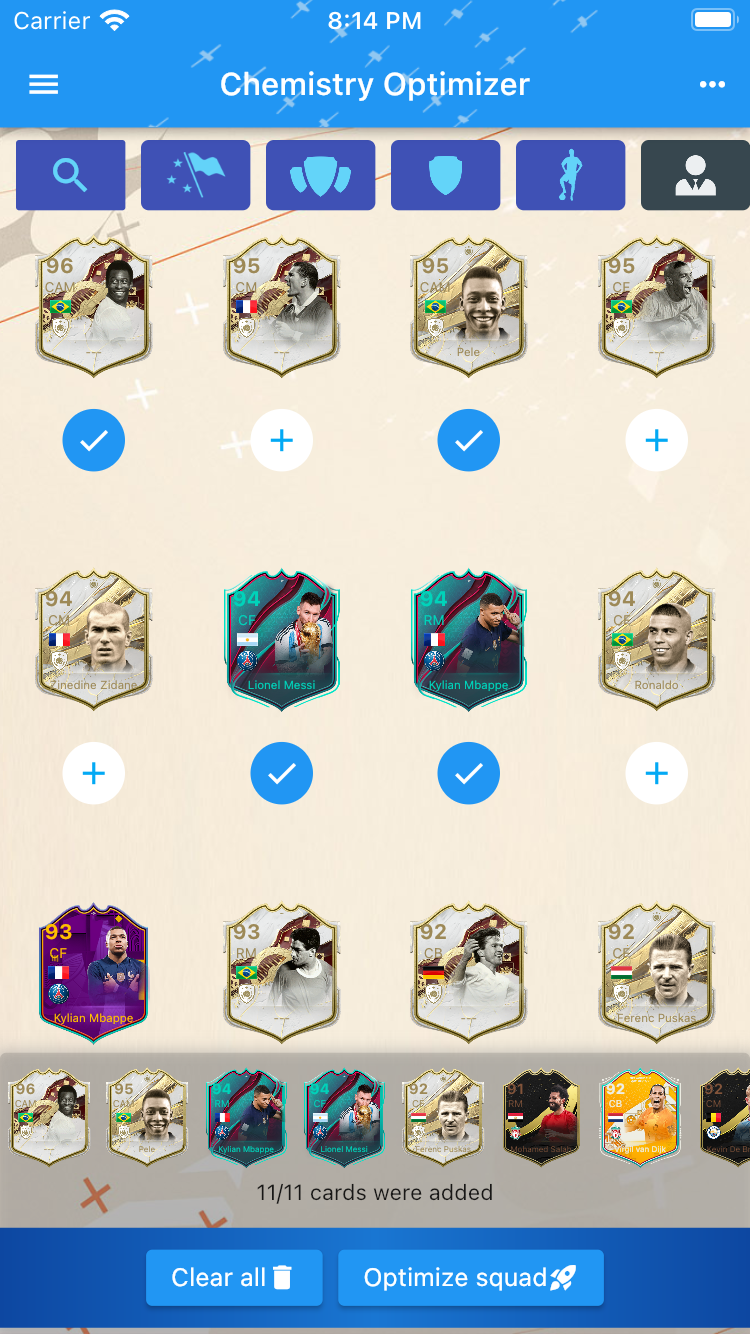 Carrier 8:14 PM
Chemistry Optimizer
96 95 95 95
CAM CM CAM CF
--- --- Pele ---
94 94 94 94
CM CF RM CF
Zinedine Zidane Lionel Messi Kylian Mbappe Ronaldo
93 93 92 92
CF RM CB CF
Kylian Mbappe --- --- Ferenc Puskas
96 95 94 94 92 91 92 92
CAM CAM RM CF CF CB CM
Pele Kylian Mbappe Lionel Messi Ferenc Puskas Mohamed Salah Virgil van Dijk Kevin De Br
11/11 cards were added
Clear all Optimize squad